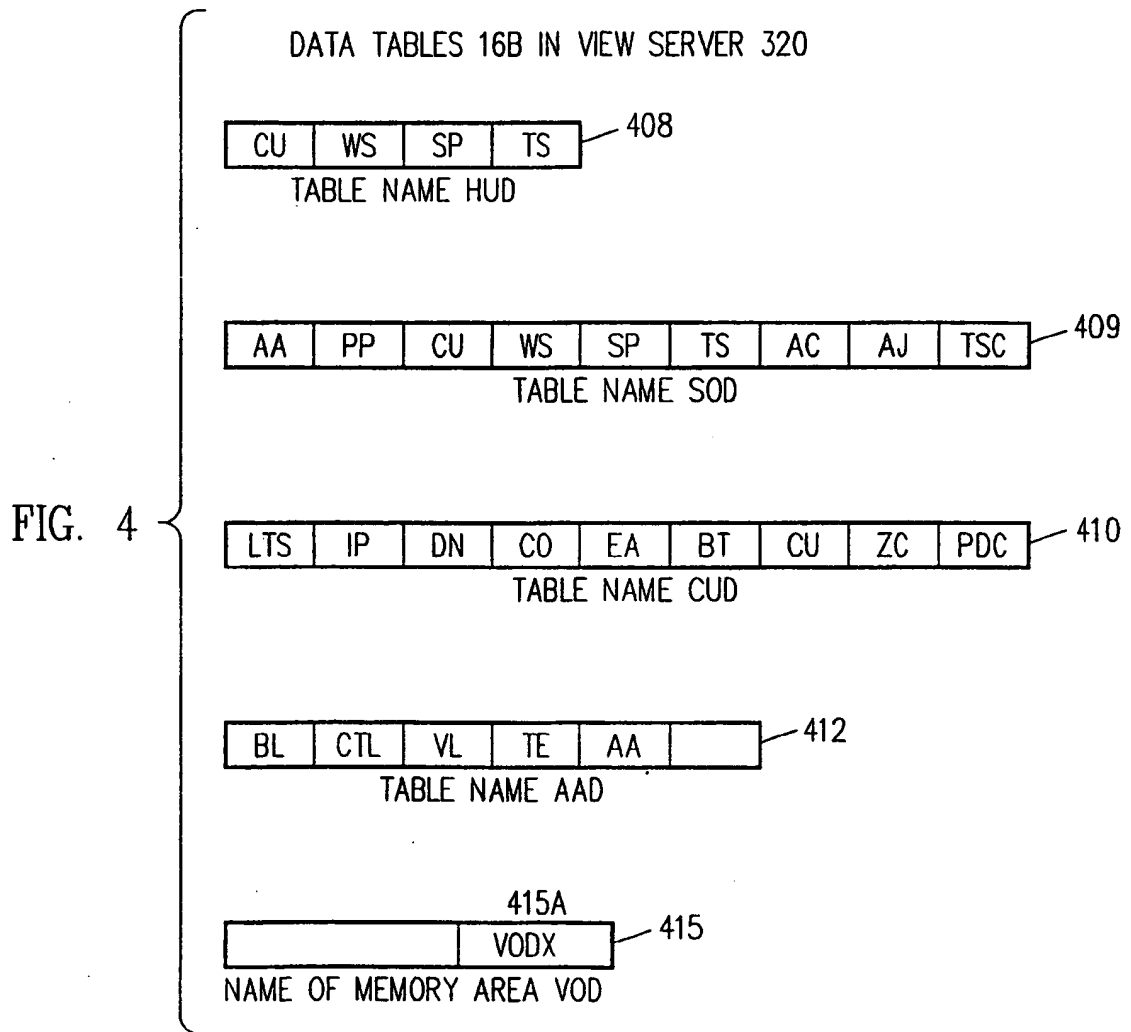 DATA TABLES 16B IN VIEW SERVER 320
CU WS SP TS 408
TABLE NAME HUD
AA PP CU WS SP TS AC AJ TSC 409
TABLE NAME SOD
FIG. 4
LTS IP DN CO EA BT CU ZC PDC 410
TABLE NAME CUD
BL CTL VL TE AA 412
TABLE NAME AAD
415A
VODX 415
NAME OF MEMORY AREA VOD